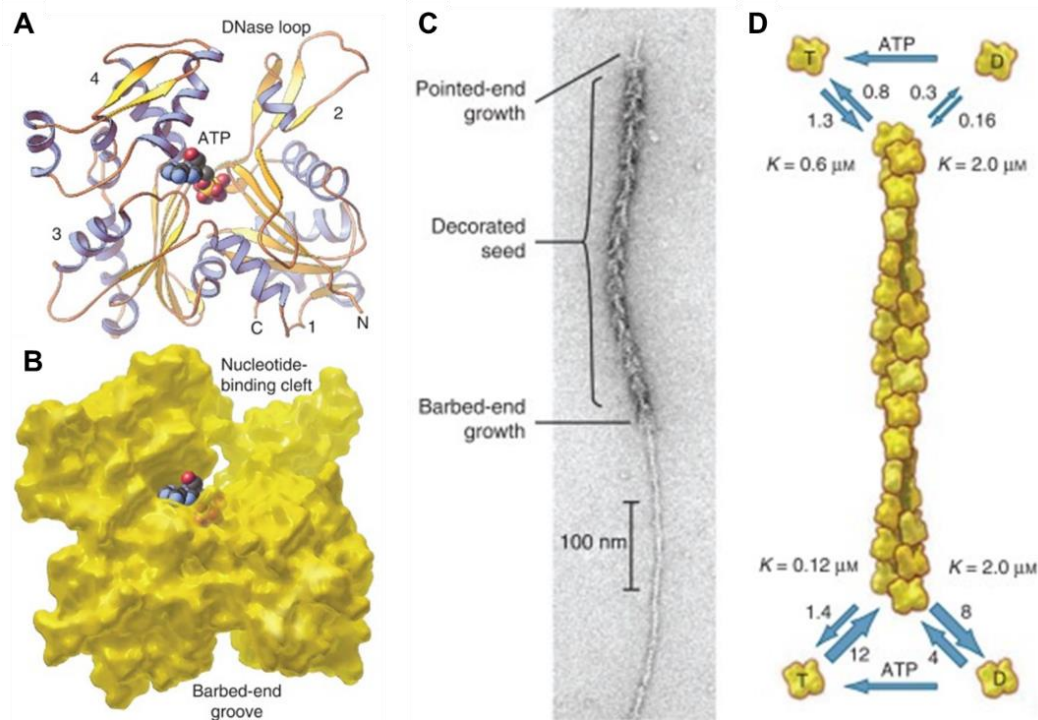 A
DNase loop
4
ATP
2
3
C
1
N
B
Nucleotide-
binding cleft
Barbed-end
groove
C
Pointed-end
growth
Decorated
seed
Barbed-end
growth
100 nm
D
ATP
T
D
0.8
0.3
1.3
0.16
K = 0.6 μM
K = 2.0 μM
K = 0.12 μM
K = 2.0 μM
1.4
8
12
4
T
ATP
D